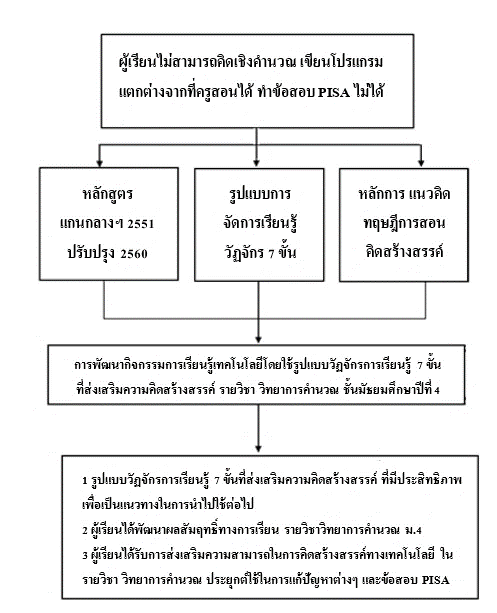 ผู้เรียนไม่สามารถคิดเชิงคำนวณ เขียนโปรแกรม
แตกต่างจากที่ครูสอนได้ ทำข้อสอบ PISA ไม่ได้
หลักสูตร
แกนกลางฯ 2551
ปรับปรุง 2560
รูปแบบการ
จัดการเรียนรู้
วัฏจักร 7 ขั้น
หลักการ แนวคิด
ทฤษฎีการสอน
คิดสร้างสรรค์
การพัฒนากิจกรรมการเรียนรู้เทคโนโลยีโดยใช้รูปแบบวัฏจักรการเรียนรู้ 7 ขั้น
ที่ส่งเสริมความคิดสร้างสรรค์ รายวิชา วิทยาการคำนวณ ชั้นมัธยมศึกษาปีที่ 4
1 รูปแบบวัฏจักรการเรียนรู้ 7 ขั้นที่ส่งเสริมความคิดสร้างสรรค์ ที่มีประสิทธิภาพ
เพื่อเป็นแนวทางในการนำไปใช้ต่อไป
2 ผู้เรียนได้พัฒนาผลสัมฤทธิ์ทางการเรียน รายวิชาวิทยาการคำนวณ ม.4
3 ผู้เรียนได้รับการส่งเสริมความสามารถในการคิดสร้างสรรค์ทางเทคโนโลยี ใน
รายวิชา วิทยาการคำนวณ ประยุกต์ใช้ในการแก้ปัญหาต่างๆ และข้อสอบ PISA